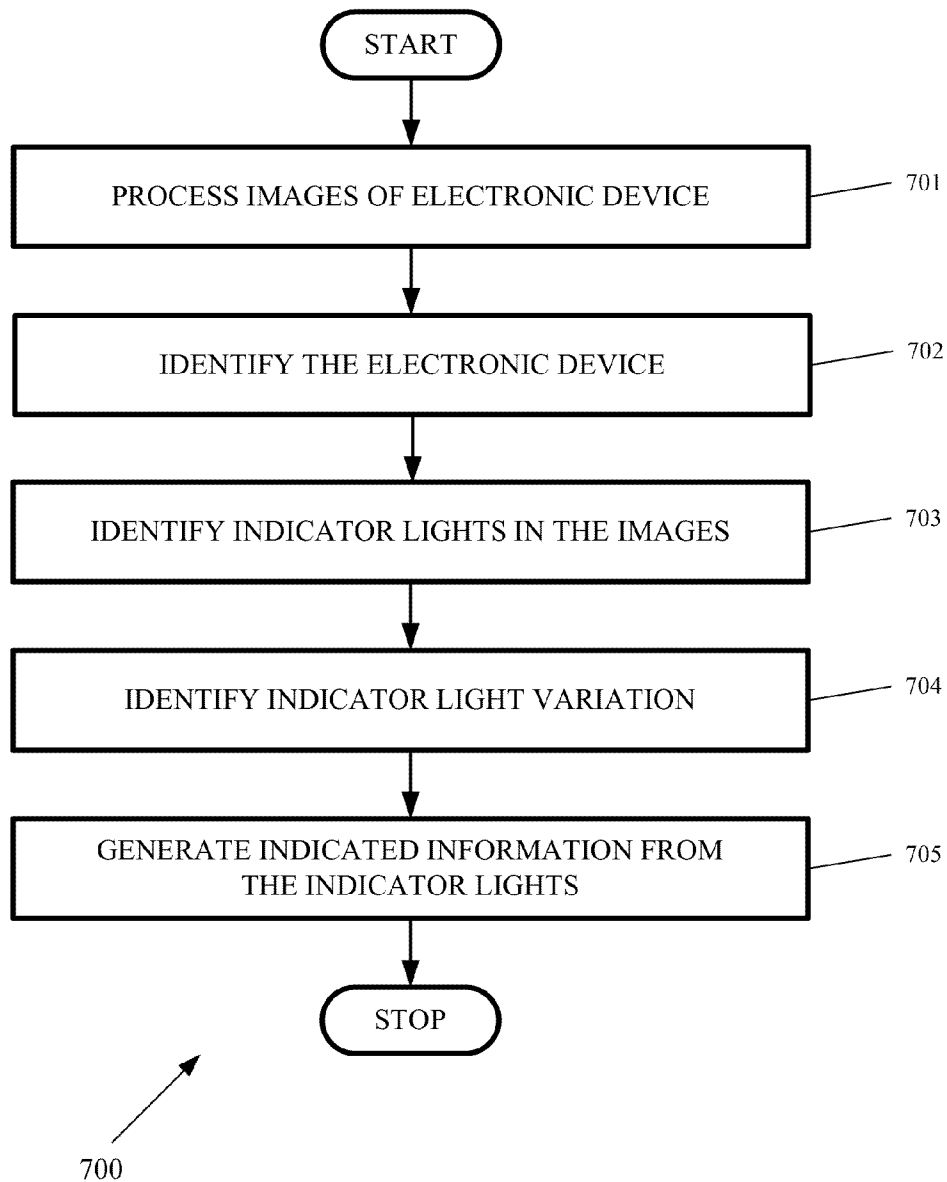 START
PROCESS IMAGES OF ELECTRONIC DEVICE
701
IDENTIFY THE ELECTRONIC DEVICE
702
IDENTIFY INDICATOR LIGHTS IN THE IMAGES
703
IDENTIFY INDICATOR LIGHT VARIATION
704
GENERATE INDICATED INFORMATION FROM
THE INDICATOR LIGHTS
705
STOP
700